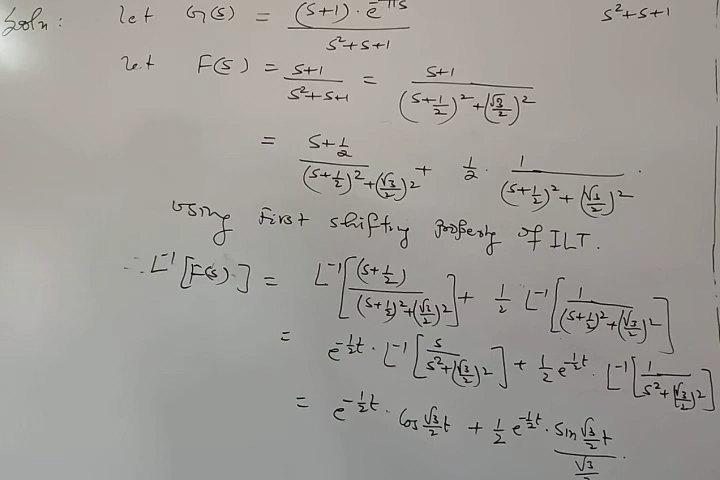 Soln: let G(s) = (s+1)·e^-πs / s²+s+1
s²+s+1
let F(s) = s+1 / s²+s+1 = s+1 / (s+1/2)²+(√3/2)²
= s+1/2 / (s+1/2)²+(√3/2)² + 1/2 · 1 / (s+1/2)²+(√3/2)² .
Using First shifting property of ILT.
∴ L⁻¹[F(s)] = L⁻¹[(s+1/2) / (s+1/2)²+(√3/2)²] + 1/2 L⁻¹[1 / (s+1/2)²+(√3/2)²]
= e^-1/2t · L⁻¹[s / s²+(√3/2)²] + 1/2 e^-1/2t · L⁻¹[1 / s²+(√3/2)²]
= e^-1/2t · Cos √3/2 t + 1/2 e^-1/2t · Sin √3/2 t / √3/2 .